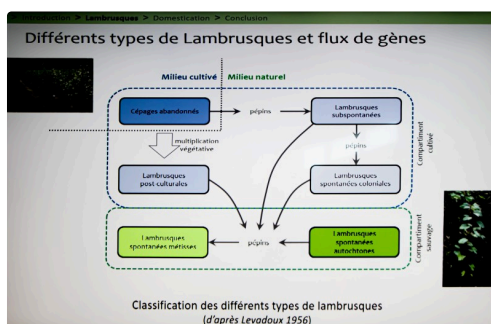 Introduction > Lambrusques > Domestication > Conclusion
Différents types de Lambrusques et flux de gènes
Milieu cultivé Milieu naturel
Cépages abandonnés
pépins
Lambrusques
subspontanées
multiplication
végétative
pépins
Lambrusques
post-culturales
Lambrusques
spontanées coloniales
Compartiment
cultivé
Lambrusques
spontanées métisses
pépins
Lambrusques
spontanées
autochtones
Compartiment
sauvage
Classification des différents types de lambrusques
(d'après Levadoux 1956)